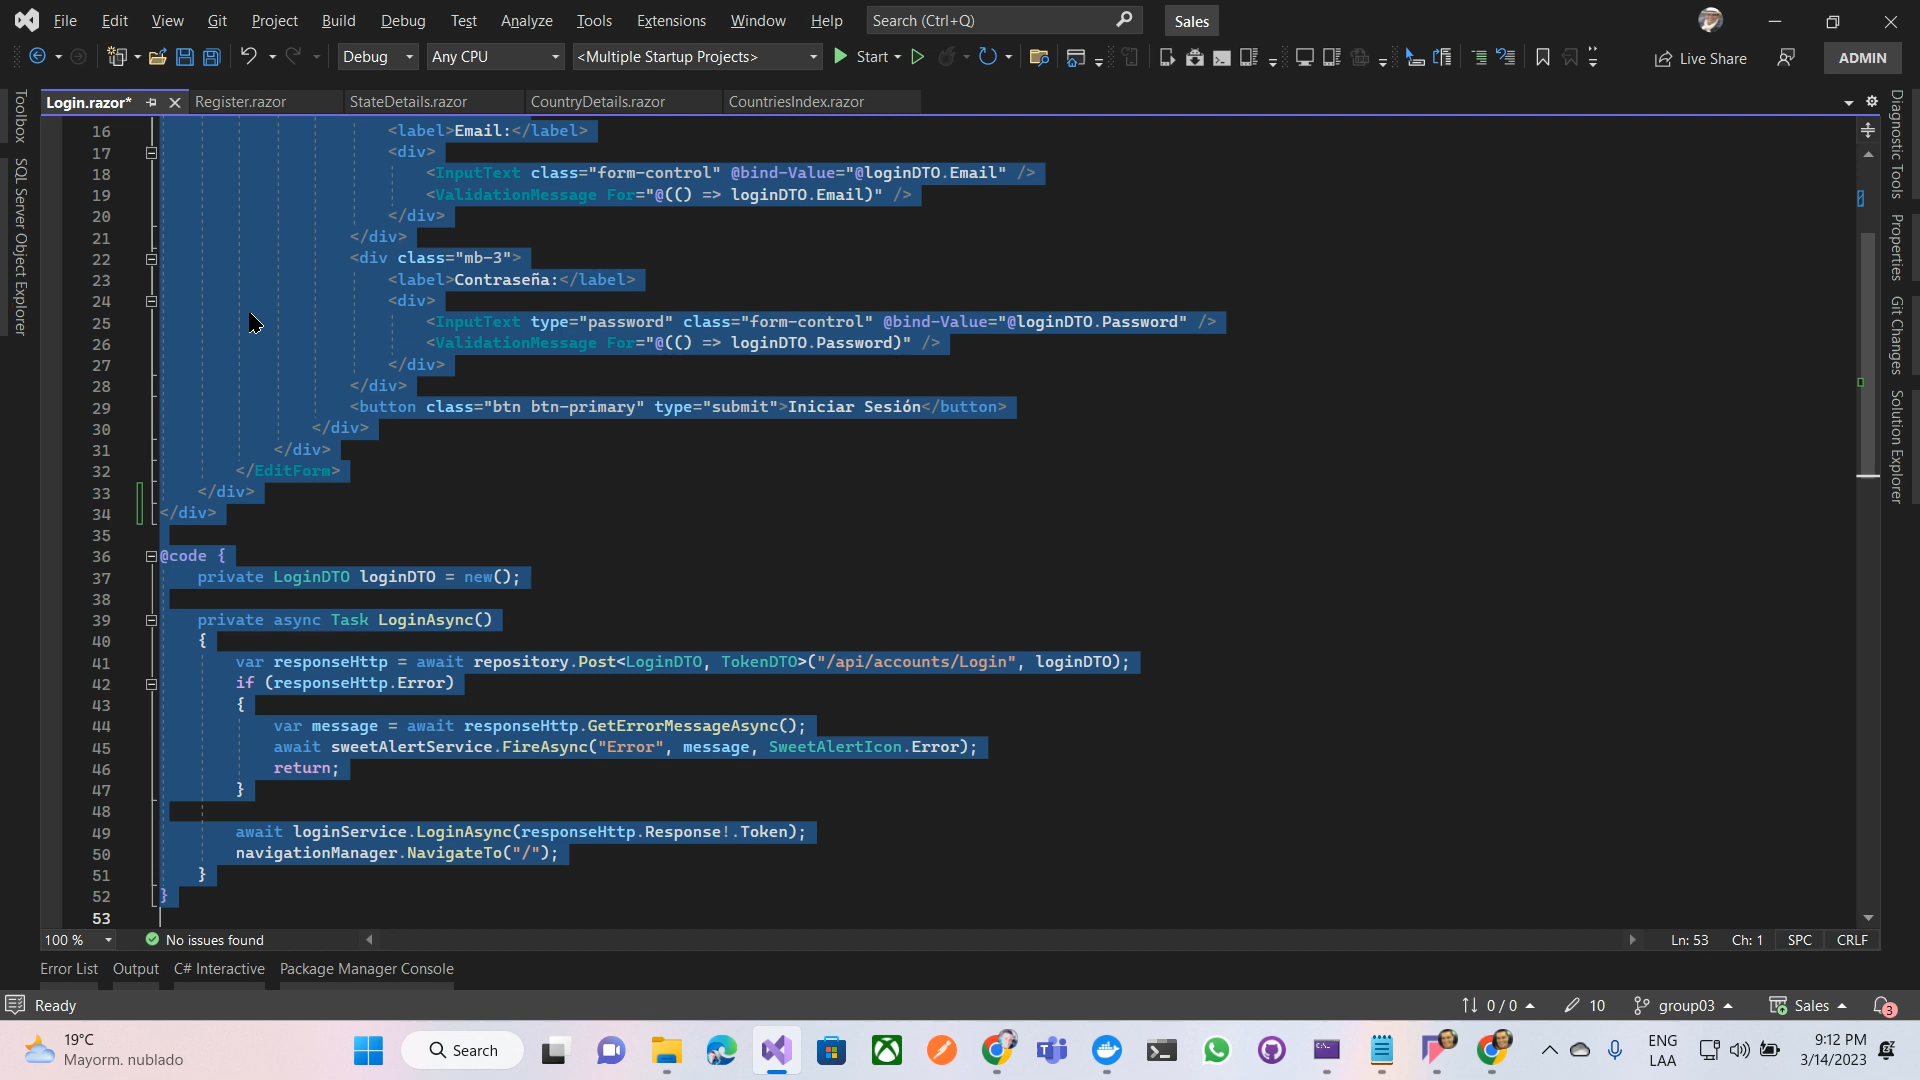 File Edit View Git Project Build Debug Test Analyze Tools Extensions Window Help Search (Ctrl+Q) Sales
Debug Any CPU <Multiple Startup Projects> Start Live Share ADMIN
Login.razor* Register.razor StateDetails.razor CountryDetails.razor CountriesIndex.razor
Toolbox
SQL Server Object Explorer
Diagnostic Tools
Properties
Git Changes
Solution Explorer
16 <label>Email:</label>
17 <div>
18 <InputText class="form-control" @bind-Value="@loginDTO.Email" />
19 <ValidationMessage For="@(() => loginDTO.Email)" />
20 </div>
21 </div>
22 <div class="mb-3">
23 <label>Contraseña:</label>
24 <div>
25 <InputText type="password" class="form-control" @bind-Value="@loginDTO.Password" />
26 <ValidationMessage For="@(() => loginDTO.Password)" />
27 </div>
28 </div>
29 <button class="btn btn-primary" type="submit">Iniciar Sesión</button>
30 </div>
31 </div>
32 </EditForm>
33 </div>
34 </div>
35
36 @code {
37 private LoginDTO loginDTO = new();
38
39 private async Task LoginAsync()
40 {
41 var responseHttp = await repository.Post<LoginDTO, TokenDTO>("/api/accounts/Login", loginDTO);
42 if (responseHttp.Error)
43 {
44 var message = await responseHttp.GetErrorMessageAsync();
45 await sweetAlertService.FireAsync("Error", message, SweetAlertIcon.Error);
46 return;
47 }
48
49 await loginService.LoginAsync(responseHttp.Response!.Token);
50 navigationManager.NavigateTo("/");
51 }
52 }
53
100 % No issues found Ln: 53 Ch: 1 SPC CRLF
Error List Output C# Interactive Package Manager Console
Ready 0 / 0 10 group03 Sales 3
19°C
Mayorm. nublado
Search
ENG
LAA
9:12 PM
3/14/2023